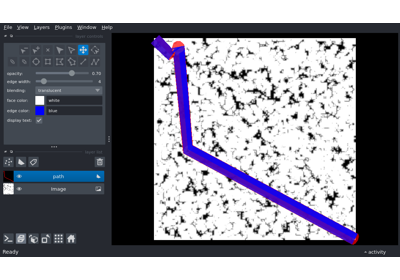 File View Layers Plugins Window Help
opacity: 0.70
edge width: 4
blending: translucent
face color: white
edge color: blue
display text:
path
Image
Ready
activity